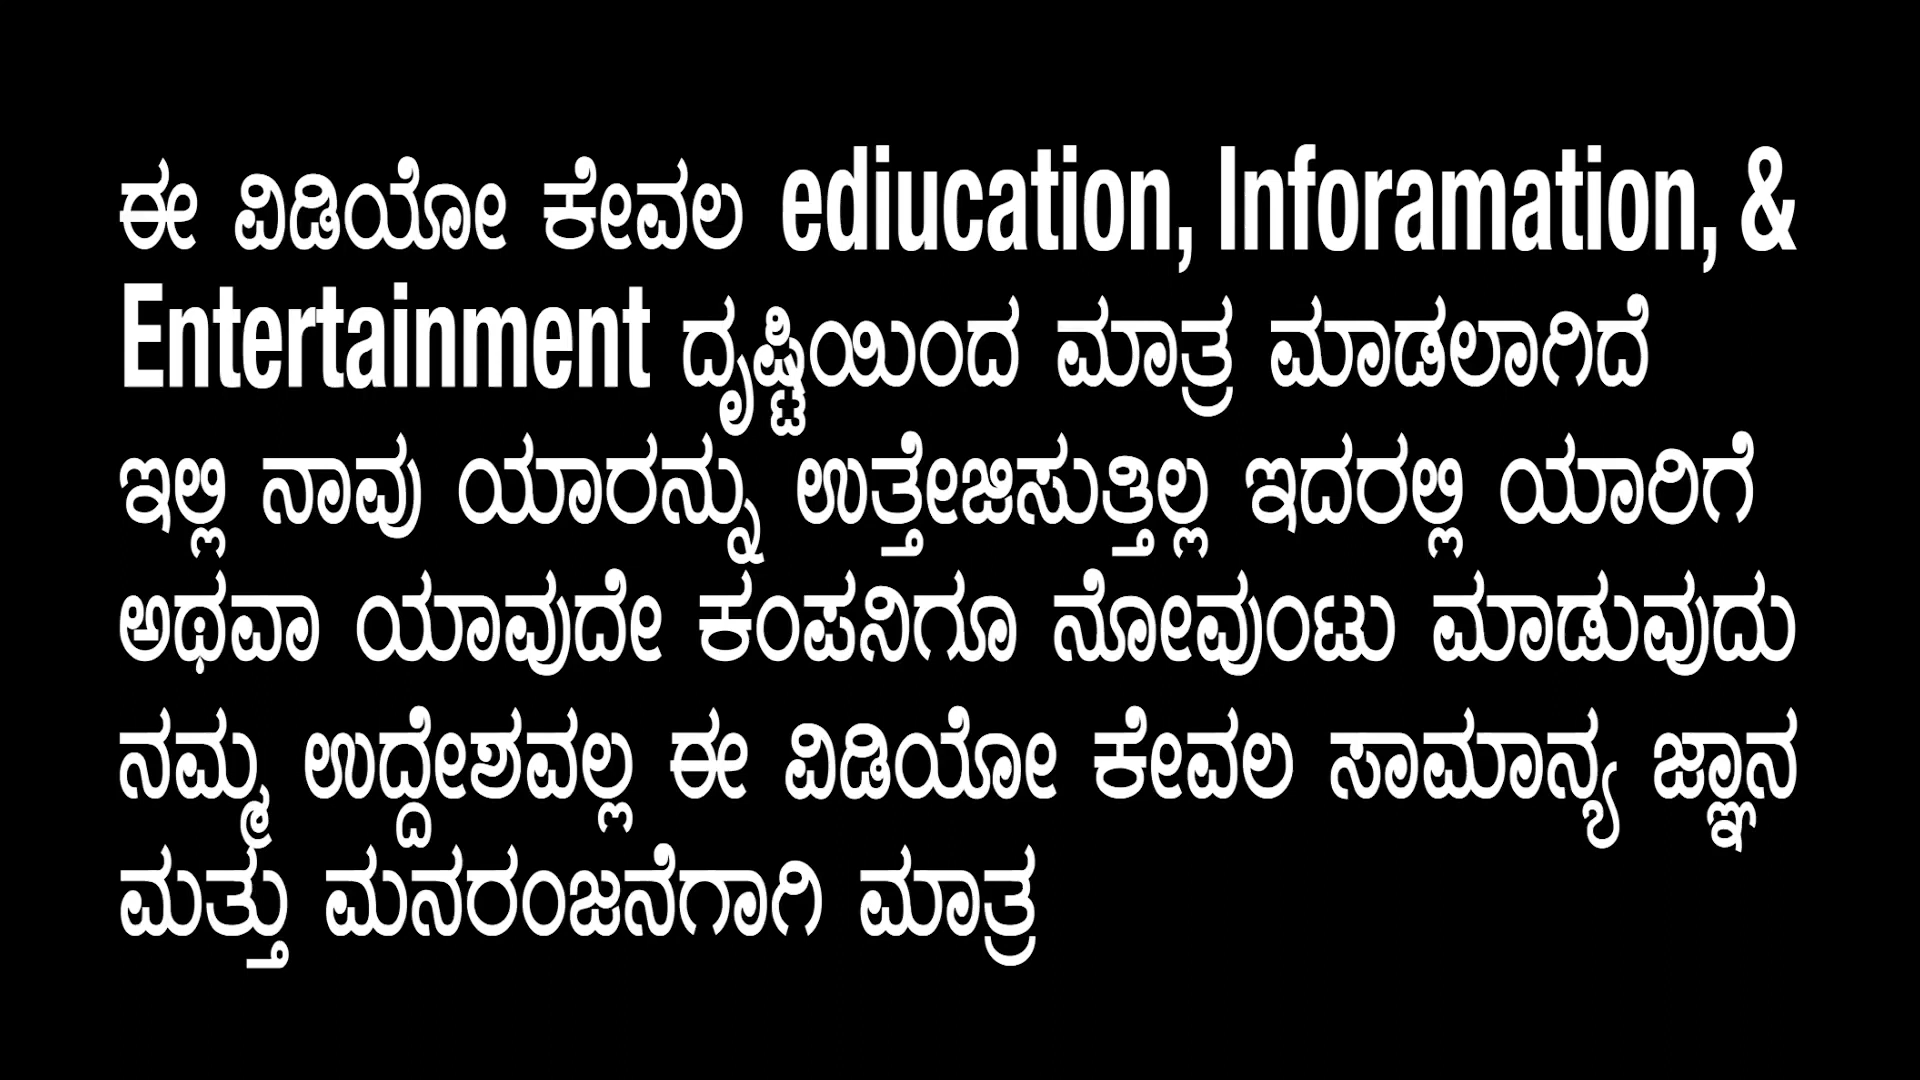 ಈ ವಿಡಿಯೋ ಕೇವಲ ediucation, Inforamation, &
Entertainment ದೃಷ್ಟಿಯಿಂದ ಮಾತ್ರ ಮಾಡಲಾಗಿದೆ
ಇಲ್ಲಿ ನಾವು ಯಾರನ್ನು ಉತ್ತೇಜಿಸುತ್ತಿಲ್ಲ ಇದರಲ್ಲಿ ಯಾರಿಗೆ
ಅಥವಾ ಯಾವುದೇ ಕಂಪನಿಗೂ ನೋವುಂಟು ಮಾಡುವುದು
ನಮ್ಮ ಉದ್ದೇಶವಲ್ಲ ಈ ವಿಡಿಯೋ ಕೇವಲ ಸಾಮಾನ್ಯ ಜ್ಞಾನ
ಮತ್ತು ಮನರಂಜನೆಗಾಗಿ ಮಾತ್ರ